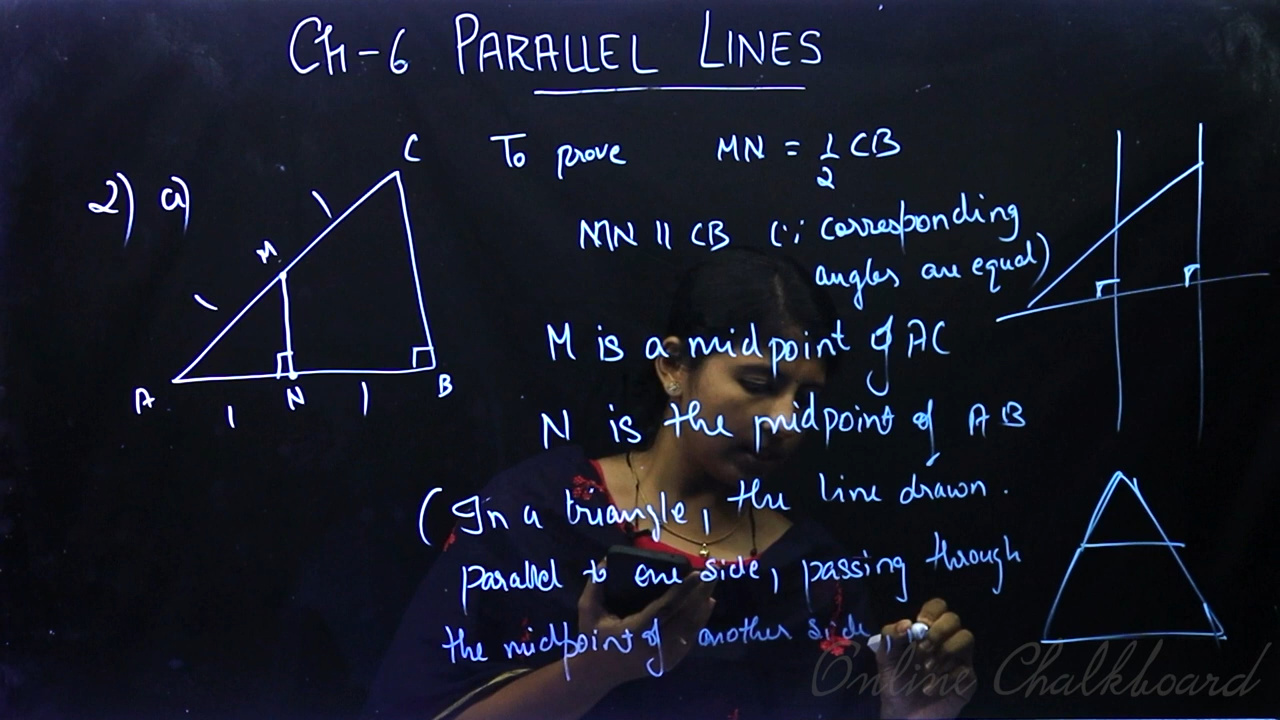 Ch-6 PARALLEL LINES
2) a)
C
M
A
N
B
To prove MN = 1/2 CB
MN || CB (∵ corresponding
angles are equal)
M is a midpoint of AC
N is the midpoint of AB
(In a triangle, the line drawn.
parallel to one side, passing through
the midpoint of another side,
Online Chalkboard